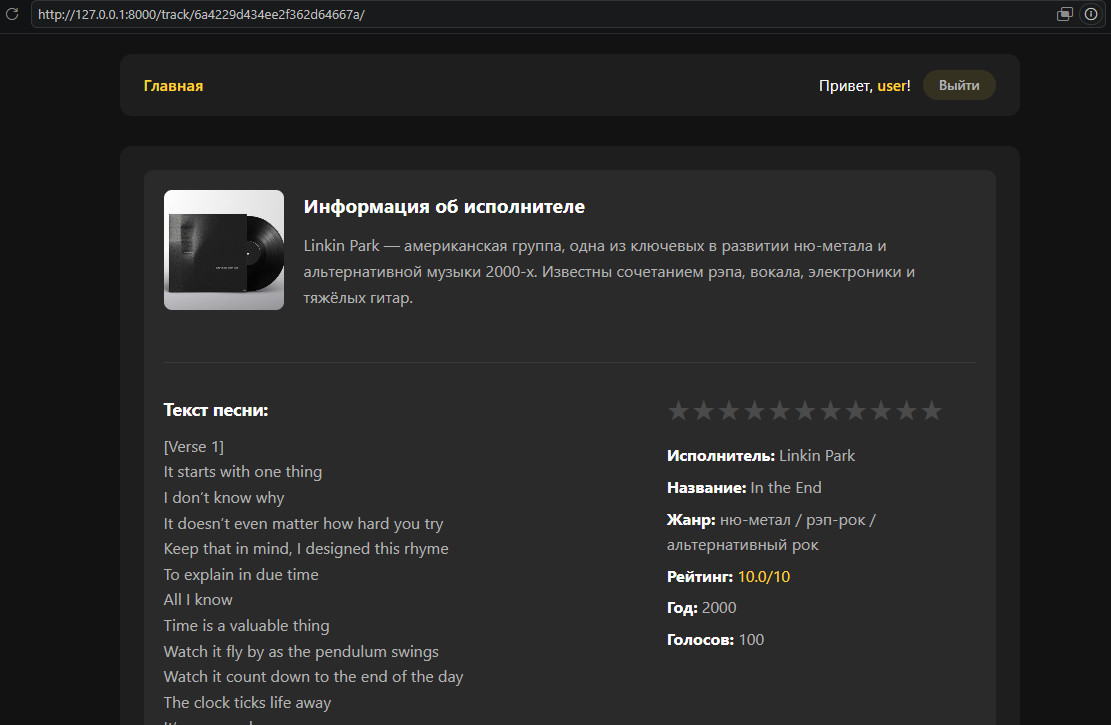 http://127.0.0.1:8000/track/6a4229d434ee2f362d64667a/
Главная
Привет, user!
Выйти
Информация об исполнителе
Linkin Park — американская группа, одна из ключевых в развитии ню-метала и
альтернативной музыки 2000-х. Известны сочетанием рэпа, вокала, электроники и
тяжёлых гитар.
Текст песни:
[Verse 1]
It starts with one thing
I don't know why
It doesn't even matter how hard you try
Keep that in mind, I designed this rhyme
To explain in due time
All I know
Time is a valuable thing
Watch it fly by as the pendulum swings
Watch it count down to the end of the day
The clock ticks life away
Исполнитель: Linkin Park
Название: In the End
Жанр: ню-метал / рэп-рок /
альтернативный рок
Рейтинг: 10.0/10
Год: 2000
Голосов: 100